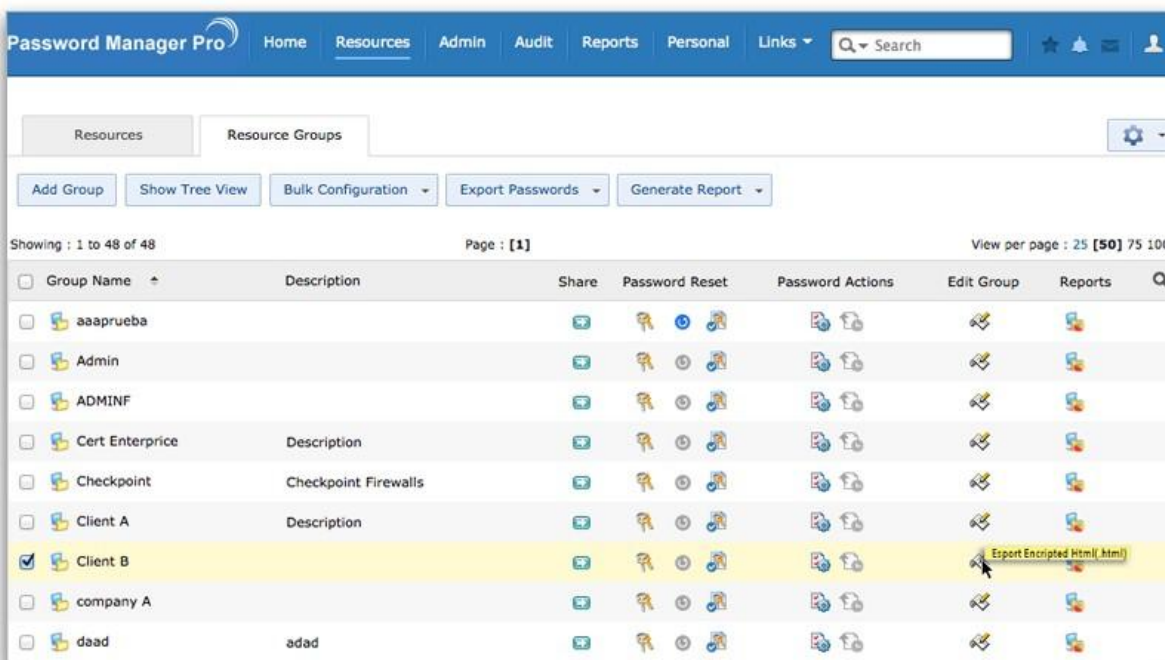 Password Manager Pro Home Resources Admin Audit Reports Personal Links Search
Resources Resource Groups
Add Group Show Tree View Bulk Configuration Export Passwords Generate Report
Showing : 1 to 48 of 48 Page : [1] View per page : 25 [50] 75 100
Group Name Description Share Password Reset Password Actions Edit Group Reports
aaaprueba
Admin
ADMINF
Cert Enterprice Description
Checkpoint Checkpoint Firewalls
Client A Description
Client B Esport Encripted Html(.html)
company A
daad adad